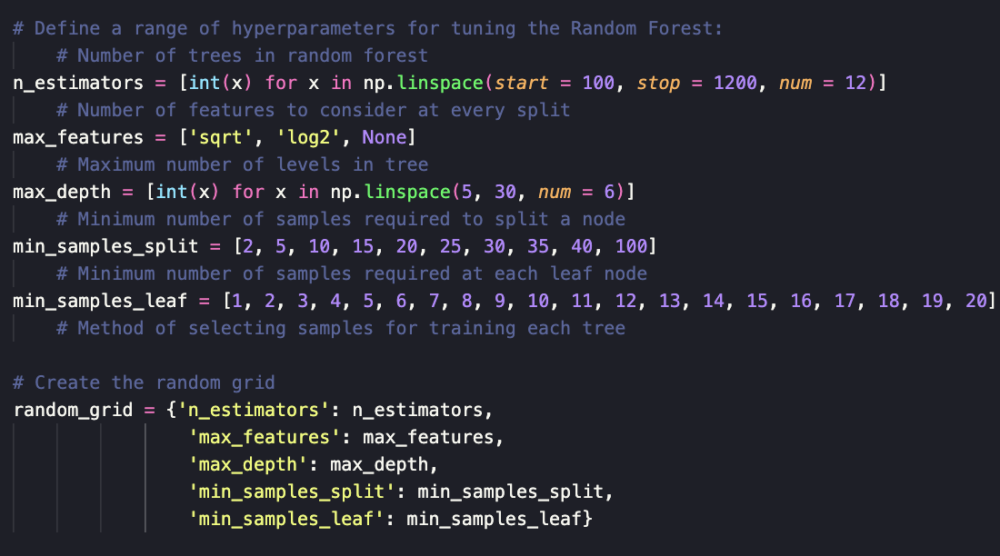 # Define a range of hyperparameters for tuning the Random Forest:
    # Number of trees in random forest
n_estimators = [int(x) for x in np.linspace(start = 100, stop = 1200, num = 12)]
    # Number of features to consider at every split
max_features = ['sqrt', 'log2', None]
    # Maximum number of levels in tree
max_depth = [int(x) for x in np.linspace(5, 30, num = 6)]
    # Minimum number of samples required to split a node
min_samples_split = [2, 5, 10, 15, 20, 25, 30, 35, 40, 100]
    # Minimum number of samples required at each leaf node
min_samples_leaf = [1, 2, 3, 4, 5, 6, 7, 8, 9, 10, 11, 12, 13, 14, 15, 16, 17, 18, 19, 20]
    # Method of selecting samples for training each tree

# Create the random grid
random_grid = {'n_estimators': n_estimators,
                'max_features': max_features,
                'max_depth': max_depth,
                'min_samples_split': min_samples_split,
                'min_samples_leaf': min_samples_leaf}